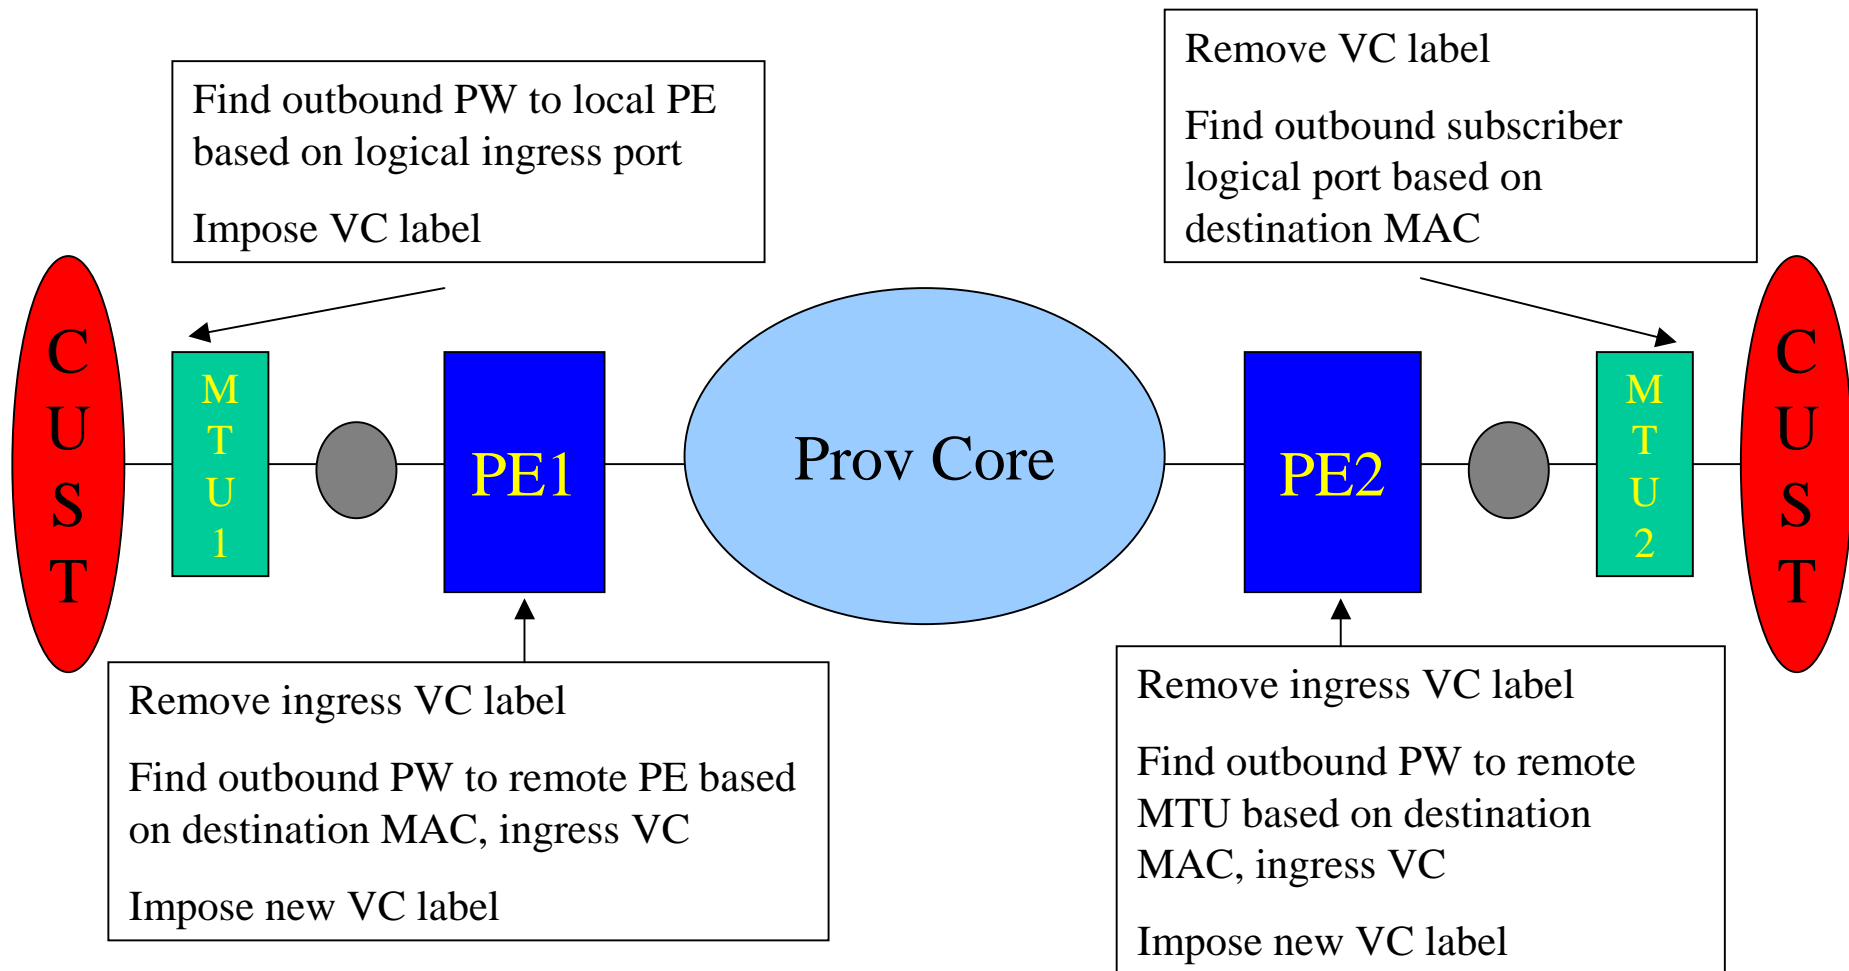 Find outbound PW to local PE
based on logical ingress port
Impose VC label
Remove VC label
Find outbound subscriber
logical port based on
destination MAC
C
U
S
T
M
T
U
1
PE1
Prov Core
PE2
M
T
U
2
C
U
S
T
Remove ingress VC label
Find outbound PW to remote PE based
on destination MAC, ingress VC
Impose new VC label
Remove ingress VC label
Find outbound PW to remote
MTU based on destination
MAC, ingress VC
Impose new VC label